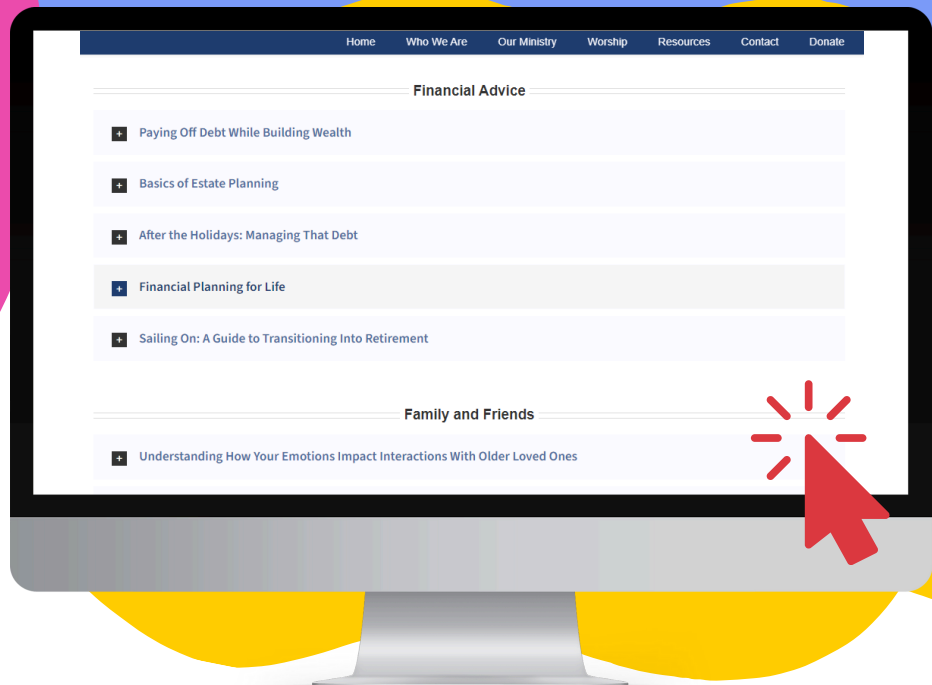 Home Who We Are Our Ministry Worship Resources Contact Donate
Financial Advice
Paying Off Debt While Building Wealth
Basics of Estate Planning
After the Holidays: Managing That Debt
Financial Planning for Life
Sailing On: A Guide to Transitioning Into Retirement
Family and Friends
Understanding How Your Emotions Impact Interactions With Older Loved Ones